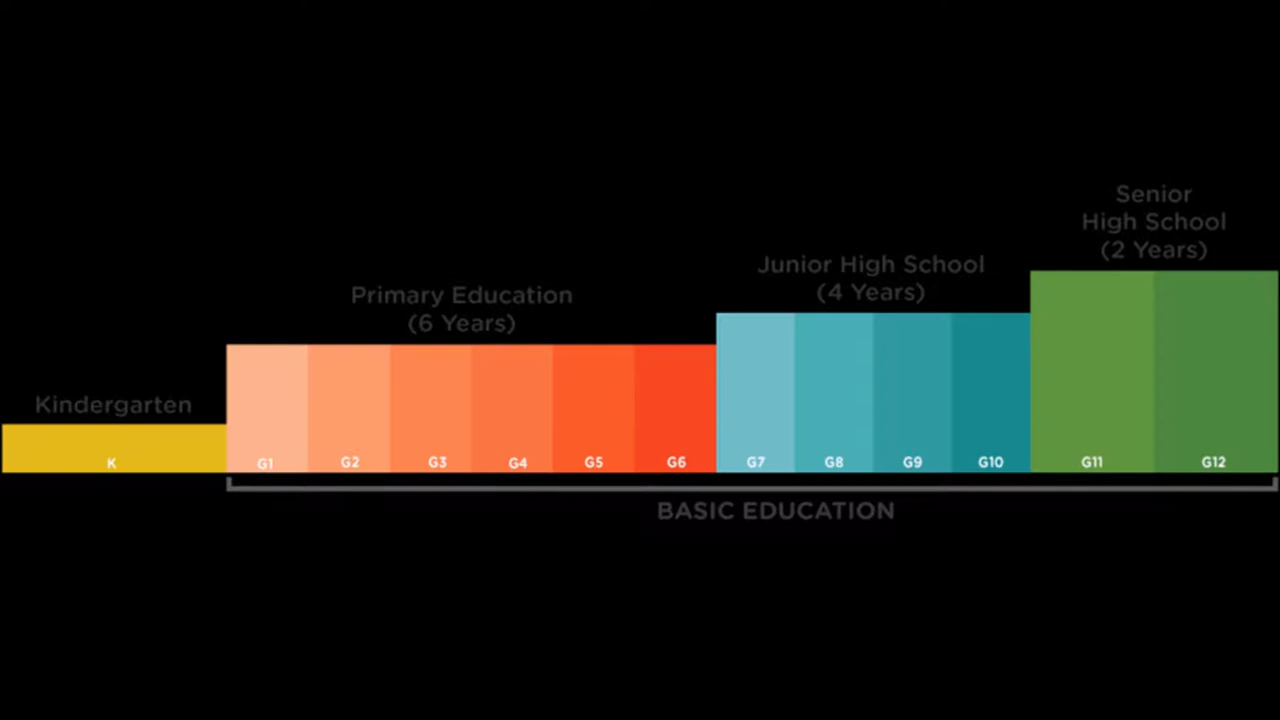 Senior
High School
(2 Years)
Junior High School
(4 Years)
Primary Education
(6 Years)
Kindergarten
K G1 G2 G3 G4 G5 G6 G7 G8 G9 G10 G11 G12
BASIC EDUCATION